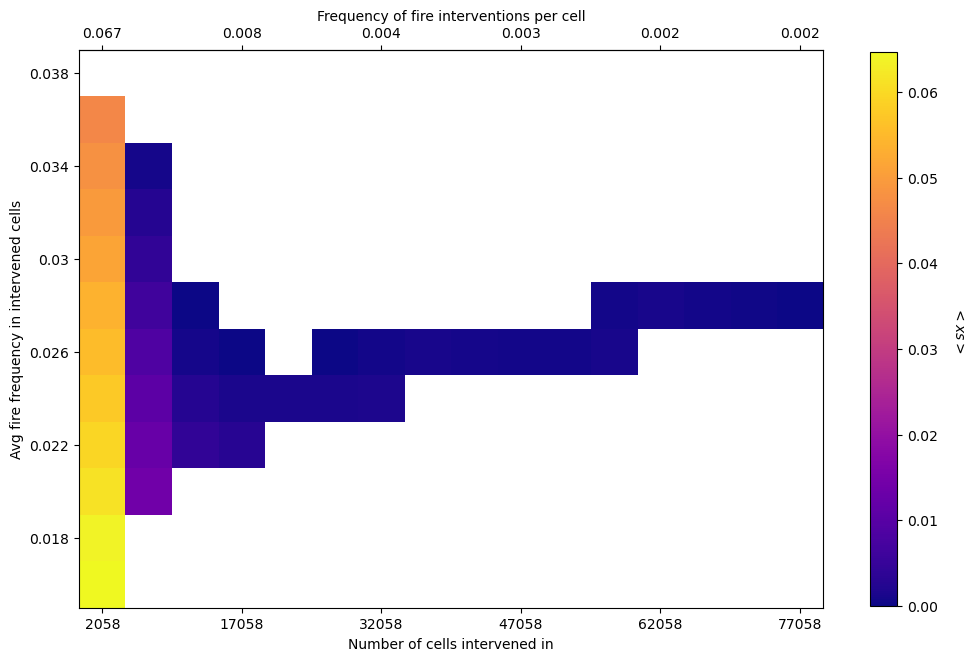 Frequency of fire interventions per cell
0.067 0.008 0.004 0.003 0.002 0.002
0.038
0.034
0.03
0.026
0.022
0.018
Avg fire frequency in intervened cells
2058 17058 32058 47058 62058 77058
Number of cells intervened in
0.06
0.05
0.04
0.03
0.02
0.01
0.00
< sx >